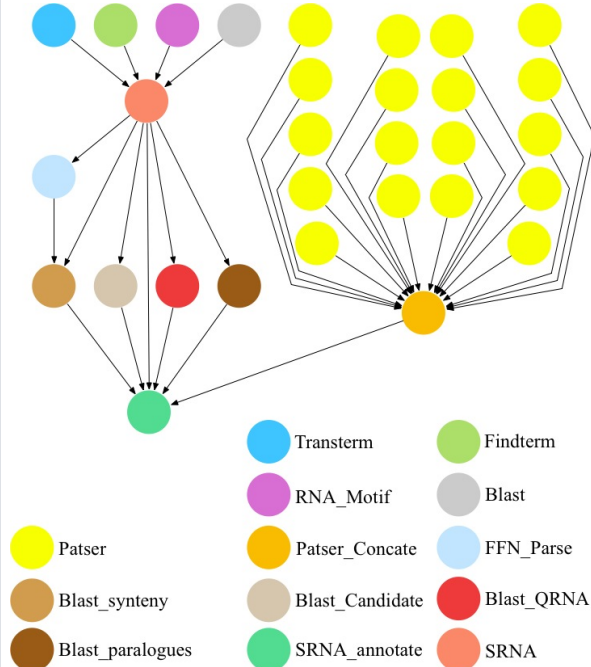 Transterm
Findterm
RNA_Motif
Blast
Patser
Patser_Concate
FFN_Parse
Blast_synteny
Blast_Candidate
Blast_QRNA
Blast_paralogues
SRNA_annotate
SRNA